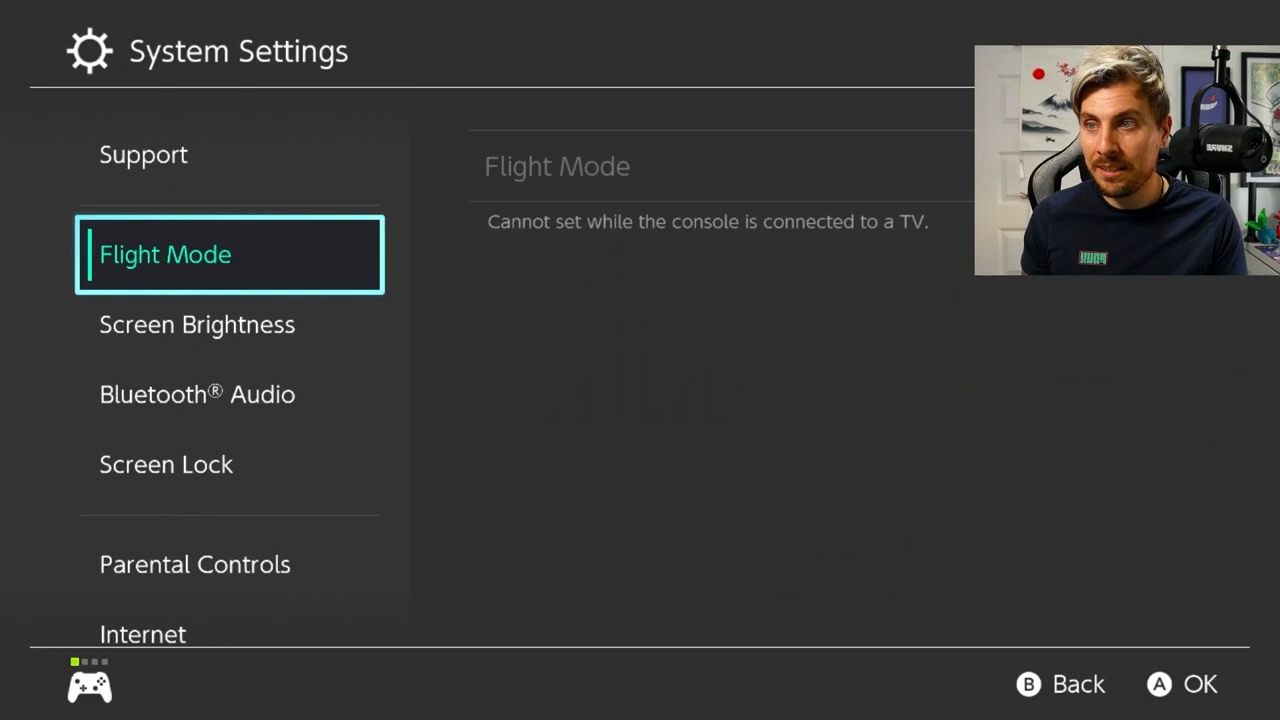 System Settings
Support
Flight Mode
Screen Brightness
Bluetooth® Audio
Screen Lock
Parental Controls
Internet
Flight Mode
Cannot set while the console is connected to a TV.
B Back
A OK